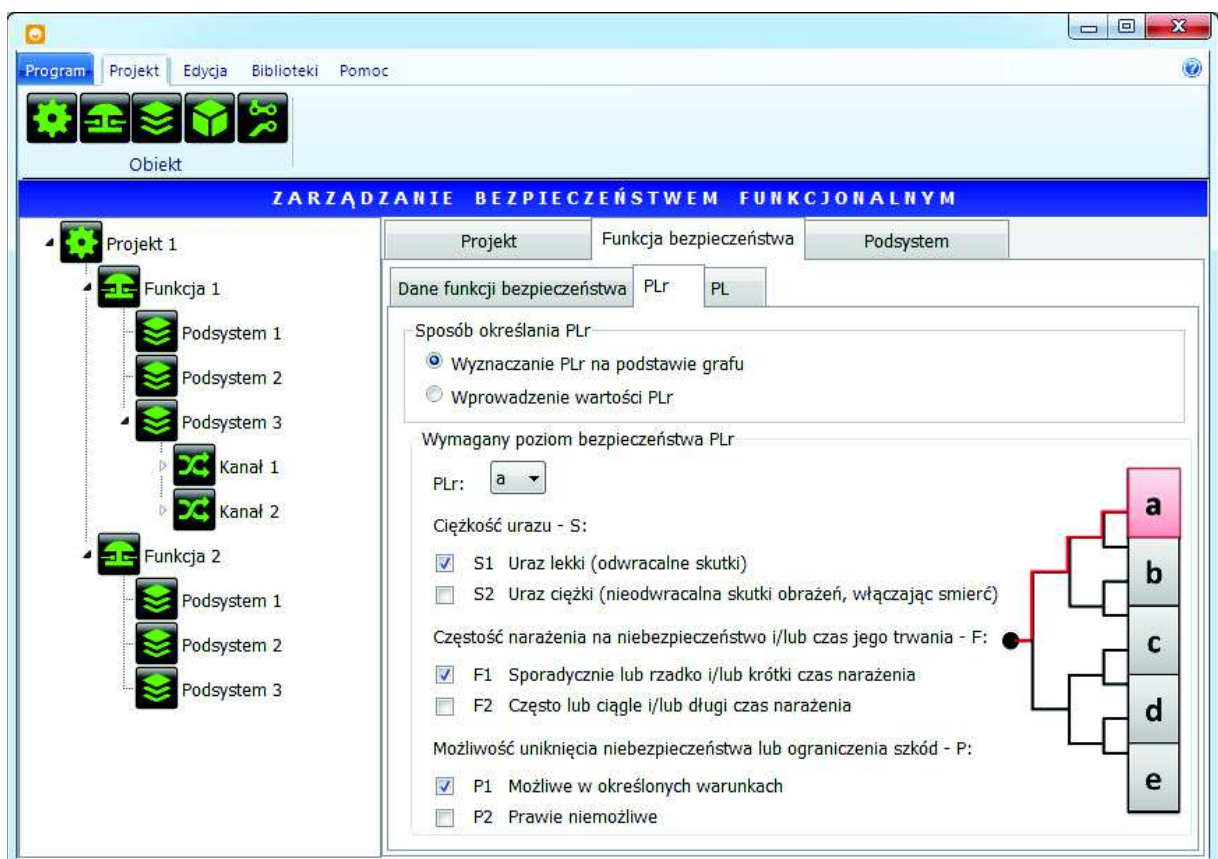 Program Projekt Edycja Biblioteki Pomoc
Obiekt
ZARZĄDZANIE BEZPIECZEŃSTWEM FUNKCJONALNYM
Projekt 1
Funkcja 1
Podsystem 1
Podsystem 2
Podsystem 3
Kanał 1
Kanał 2
Funkcja 2
Podsystem 1
Podsystem 2
Podsystem 3
Projekt Funkcja bezpieczeństwa Podsystem
Dane funkcji bezpieczeństwa PLr PL
Sposób określania PLr
Wyznaczanie PLr na podstawie grafu
Wprowadzenie wartości PLr
Wymagany poziom bezpieczeństwa PLr
PLr: a
Ciężkość urazu - S:
S1 Uraz lekki (odwracalne skutki)
S2 Uraz ciężki (nieodwracalna skutki obrażeń, włączając smierć)
Częstość narażenia na niebezpieczeństwo i/lub czas jego trwania - F:
F1 Sporadycznie lub rzadko i/lub krótki czas narażenia
F2 Często lub ciągle i/lub długi czas narażenia
Możliwość uniknięcia niebezpieczeństwa lub ograniczenia szkód - P:
P1 Możliwe w określonych warunkach
P2 Prawie niemożliwe
a
b
c
d
e